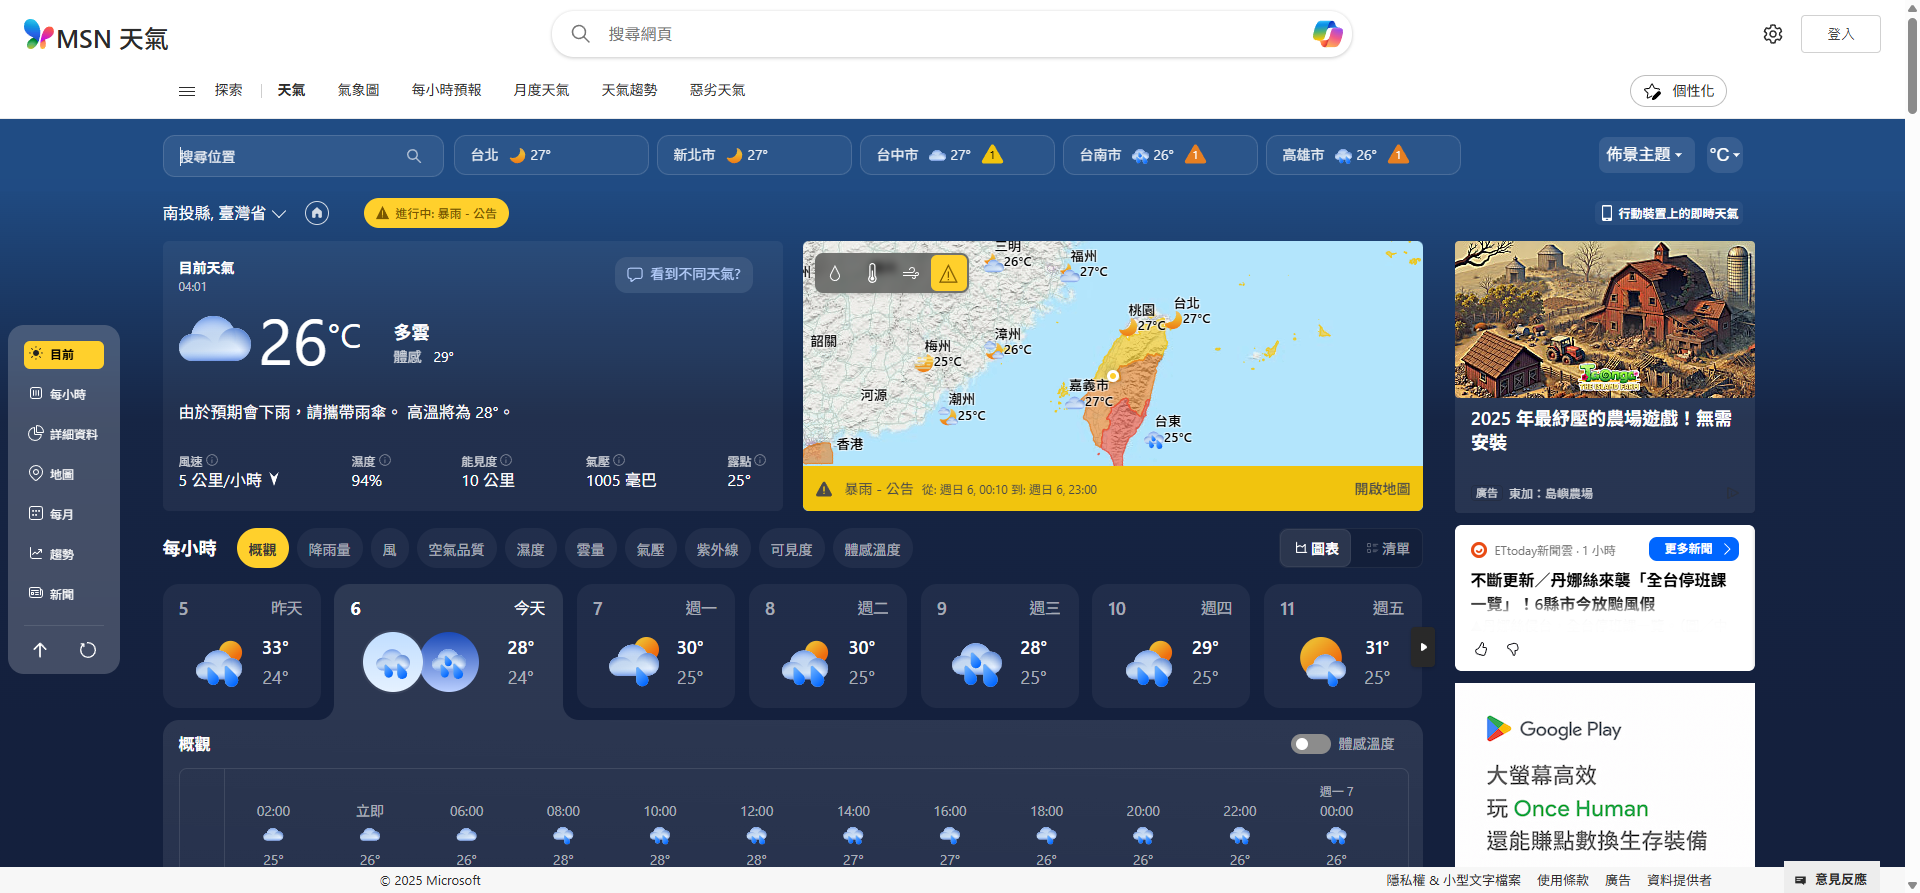 MSN 天氣
搜尋網頁
登入
探索
天氣
氣象圖
每小時預報
月度天氣
天氣趨勢
惡劣天氣
個性化
搜尋位置
台北 27°
新北市 27°
台中市 27° 1
台南市 26° 1
高雄市 26° 1
佈景主題
°C
南投縣, 臺灣省
進行中: 暴雨 - 公告
行動裝置上的即時天氣
目前
每小時
詳細資料
地圖
每月
趨勢
新聞
目前天氣
04:01
看到不同天氣?
26°C
多雲
體感 29°
由於預期會下雨，請攜帶雨傘。 高溫將為 28°。
風速
5 公里/小時
濕度
94%
能見度
10 公里
氣壓
1005 毫巴
露點
25°
三明
26°C
福州
27°C
州
桃園
27°C
台北
27°C
韶關
漳州
26°C
梅州
25°C
嘉義市
27°C
河源
潮州
25°C
台東
25°C
香港
暴雨 - 公告 從: 週日 6, 00:10 到: 週日 6, 23:00
開啟地圖
Taonga
THE ISLAND FARM
2025 年最紓壓的農場遊戲！無需
安裝
廣告 東加：島嶼農場
每小時
概觀
降雨量
風
空氣品質
濕度
雲量
氣壓
紫外線
可見度
體感溫度
圖表
清單
5 昨天
33°
24°
6 今天
28°
24°
7 週一
30°
25°
8 週二
30°
25°
9 週三
28°
25°
10 週四
29°
25°
11 週五
31°
25°
ETtoday新聞雲 · 1 小時
更多新聞
不斷更新／丹娜絲來襲「全台停班課
一覽」！6縣市今放颱風假
概觀
體感溫度
週一 7
02:00 立即 06:00 08:00 10:00 12:00 14:00 16:00 18:00 20:00 22:00 00:00
25° 26° 26° 28° 28° 28° 27° 27° 26° 26° 26° 26°
Google Play
大螢幕高效
玩 Once Human
還能賺點數換生存裝備
© 2025 Microsoft
隱私權 & 小型文字檔案
使用條款
廣告
資料提供者
意見反應